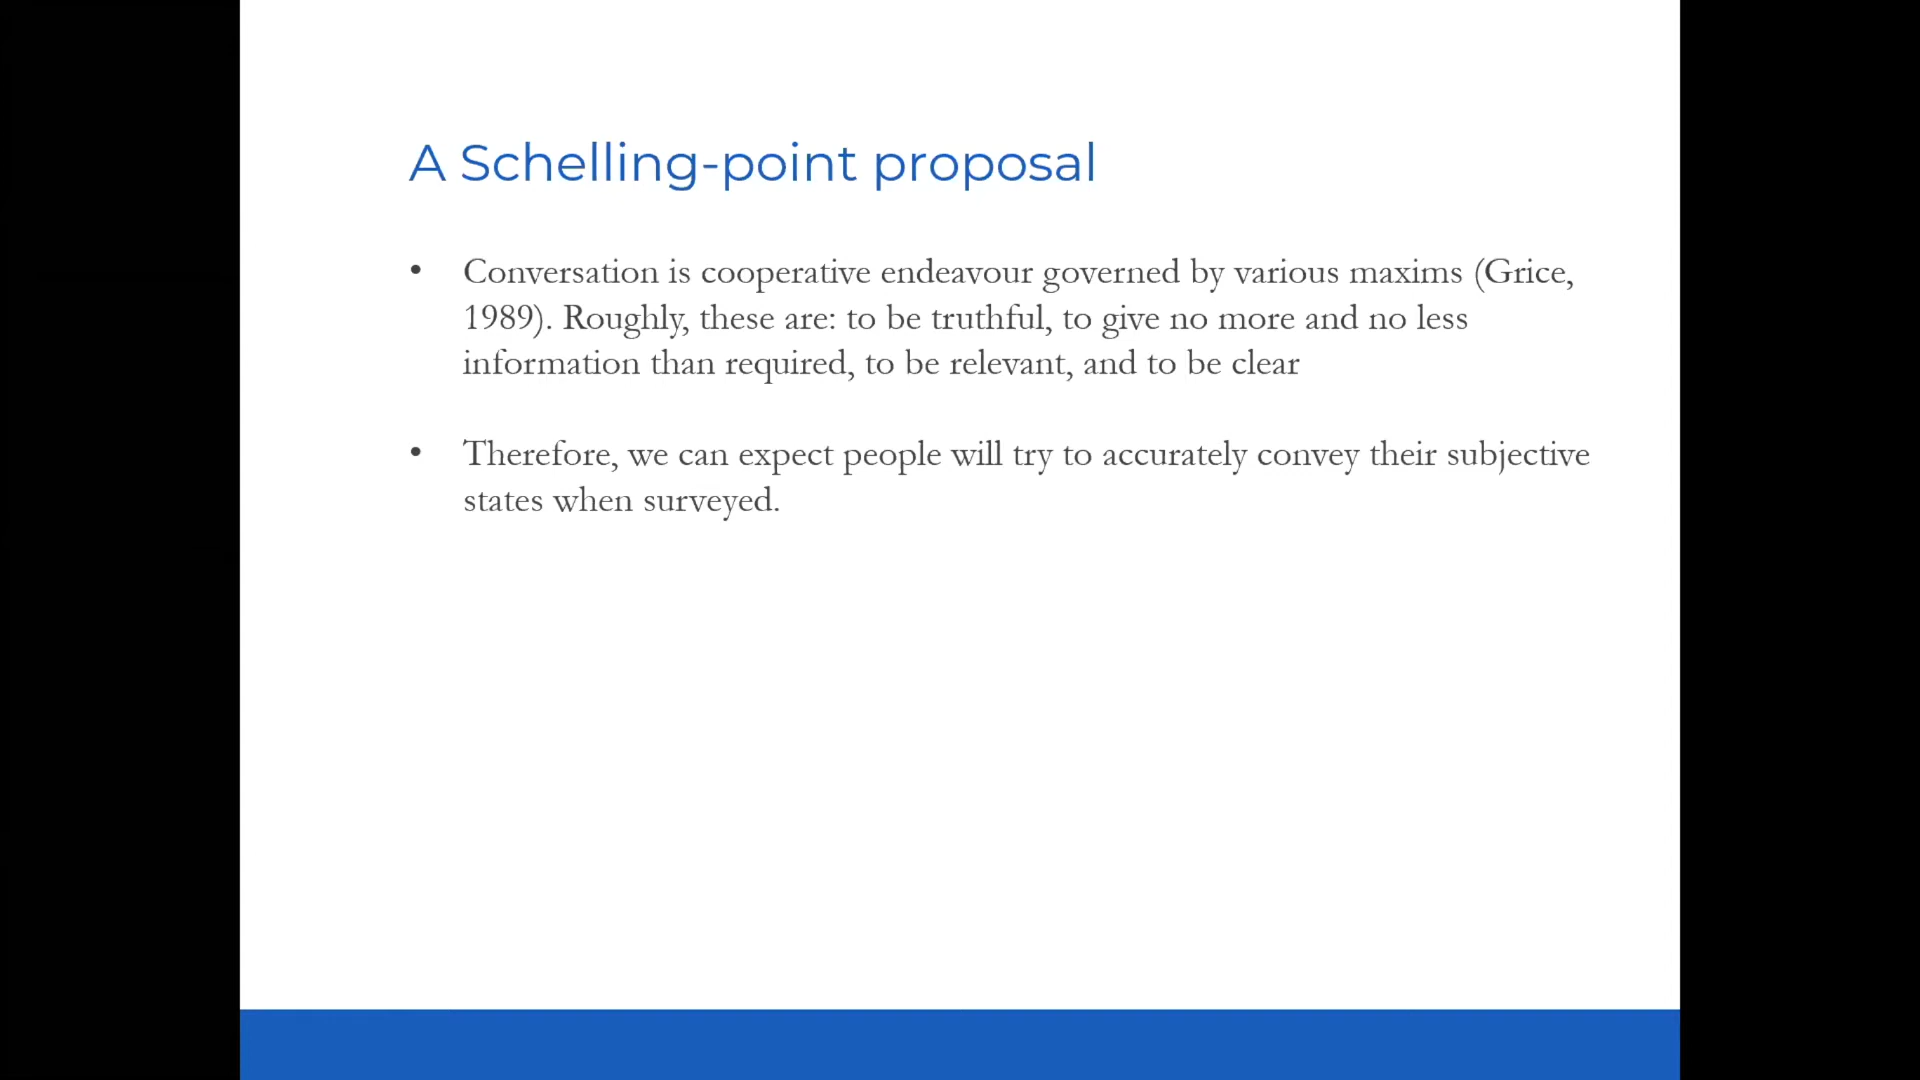 A Schelling-point proposal
• Conversation is cooperative endeavour governed by various maxims (Grice,
1989). Roughly, these are: to be truthful, to give no more and no less
information than required, to be relevant, and to be clear
• Therefore, we can expect people will try to accurately convey their subjective
states when surveyed.